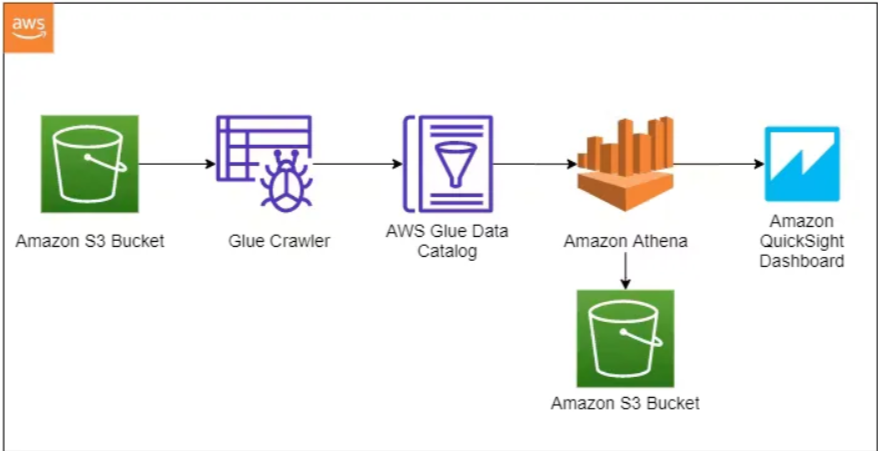 aws
Amazon S3 Bucket
Glue Crawler
AWS Glue Data
Catalog
Amazon Athena
Amazon
QuickSight
Dashboard
Amazon S3 Bucket